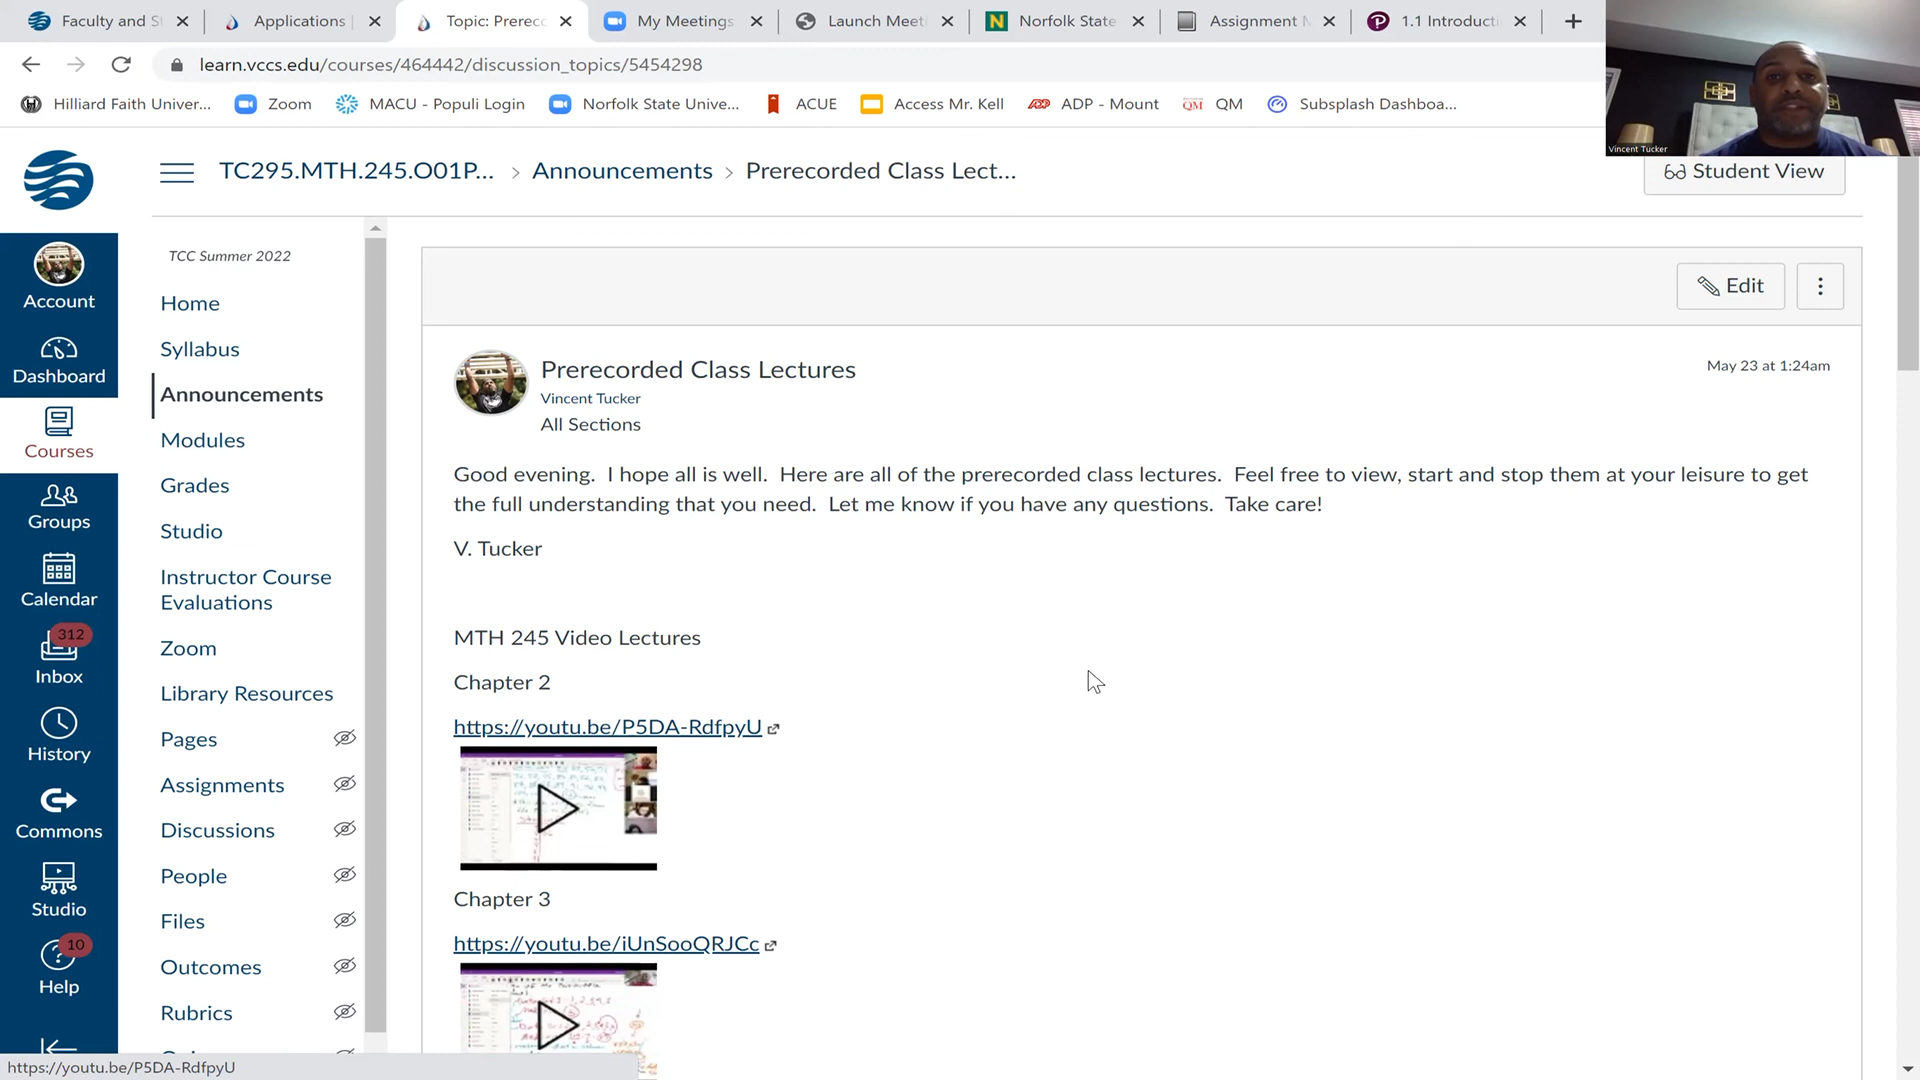 Faculty and S
Applications |
Topic: Prerec
My Meetings
Launch Meeti
Norfolk State
Assignment M
1.1 Introducti
learn.vccs.edu/courses/464442/discussion_topics/5454298
Hilliard Faith Univer...
Zoom
MACU - Populi Login
Norfolk State Unive...
ACUE
Access Mr. Kell
ADP - Mount
QM
QM
Subsplash Dashboa...
Vincent Tucker
TC295.MTH.245.O01P...
Announcements
Prerecorded Class Lect...
Student View
Account
Dashboard
Courses
Groups
Calendar
312
Inbox
History
Commons
Studio
10
Help
TCC Summer 2022
Home
Syllabus
Announcements
Modules
Grades
Studio
Instructor Course
Evaluations
Zoom
Library Resources
Pages
Assignments
Discussions
People
Files
Outcomes
Rubrics
Edit
Prerecorded Class Lectures
May 23 at 1:24am
Vincent Tucker
All Sections
Good evening. I hope all is well. Here are all of the prerecorded class lectures. Feel free to view, start and stop them at your leisure to get
the full understanding that you need. Let me know if you have any questions. Take care!
V. Tucker
MTH 245 Video Lectures
Chapter 2
https://youtu.be/P5DA-RdfpyU
Chapter 3
https://youtu.be/iUnSooQRJCc
https://youtu.be/P5DA-RdfpyU